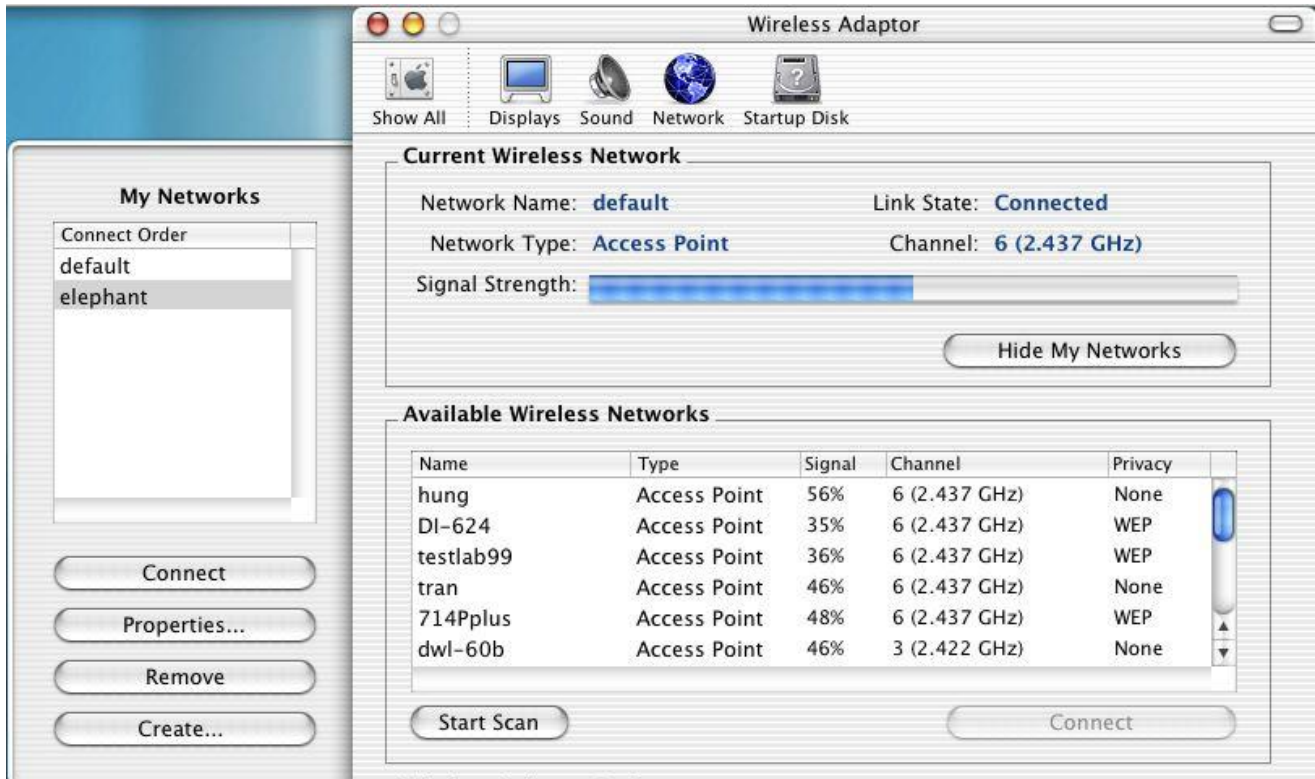 Wireless Adaptor
Show All Displays Sound Network Startup Disk
My Networks
Connect Order
default
elephant
Connect
Properties...
Remove
Create...
Current Wireless Network
Network Name: default Link State: Connected
Network Type: Access Point Channel: 6 (2.437 GHz)
Signal Strength:
Hide My Networks
Available Wireless Networks
Name Type Signal Channel Privacy
hung Access Point 56% 6 (2.437 GHz) None
DI-624 Access Point 35% 6 (2.437 GHz) WEP
testlab99 Access Point 36% 6 (2.437 GHz) WEP
tran Access Point 46% 6 (2.437 GHz) None
714Pplus Access Point 48% 6 (2.437 GHz) WEP
dwl-60b Access Point 46% 3 (2.422 GHz) None
Start Scan Connect